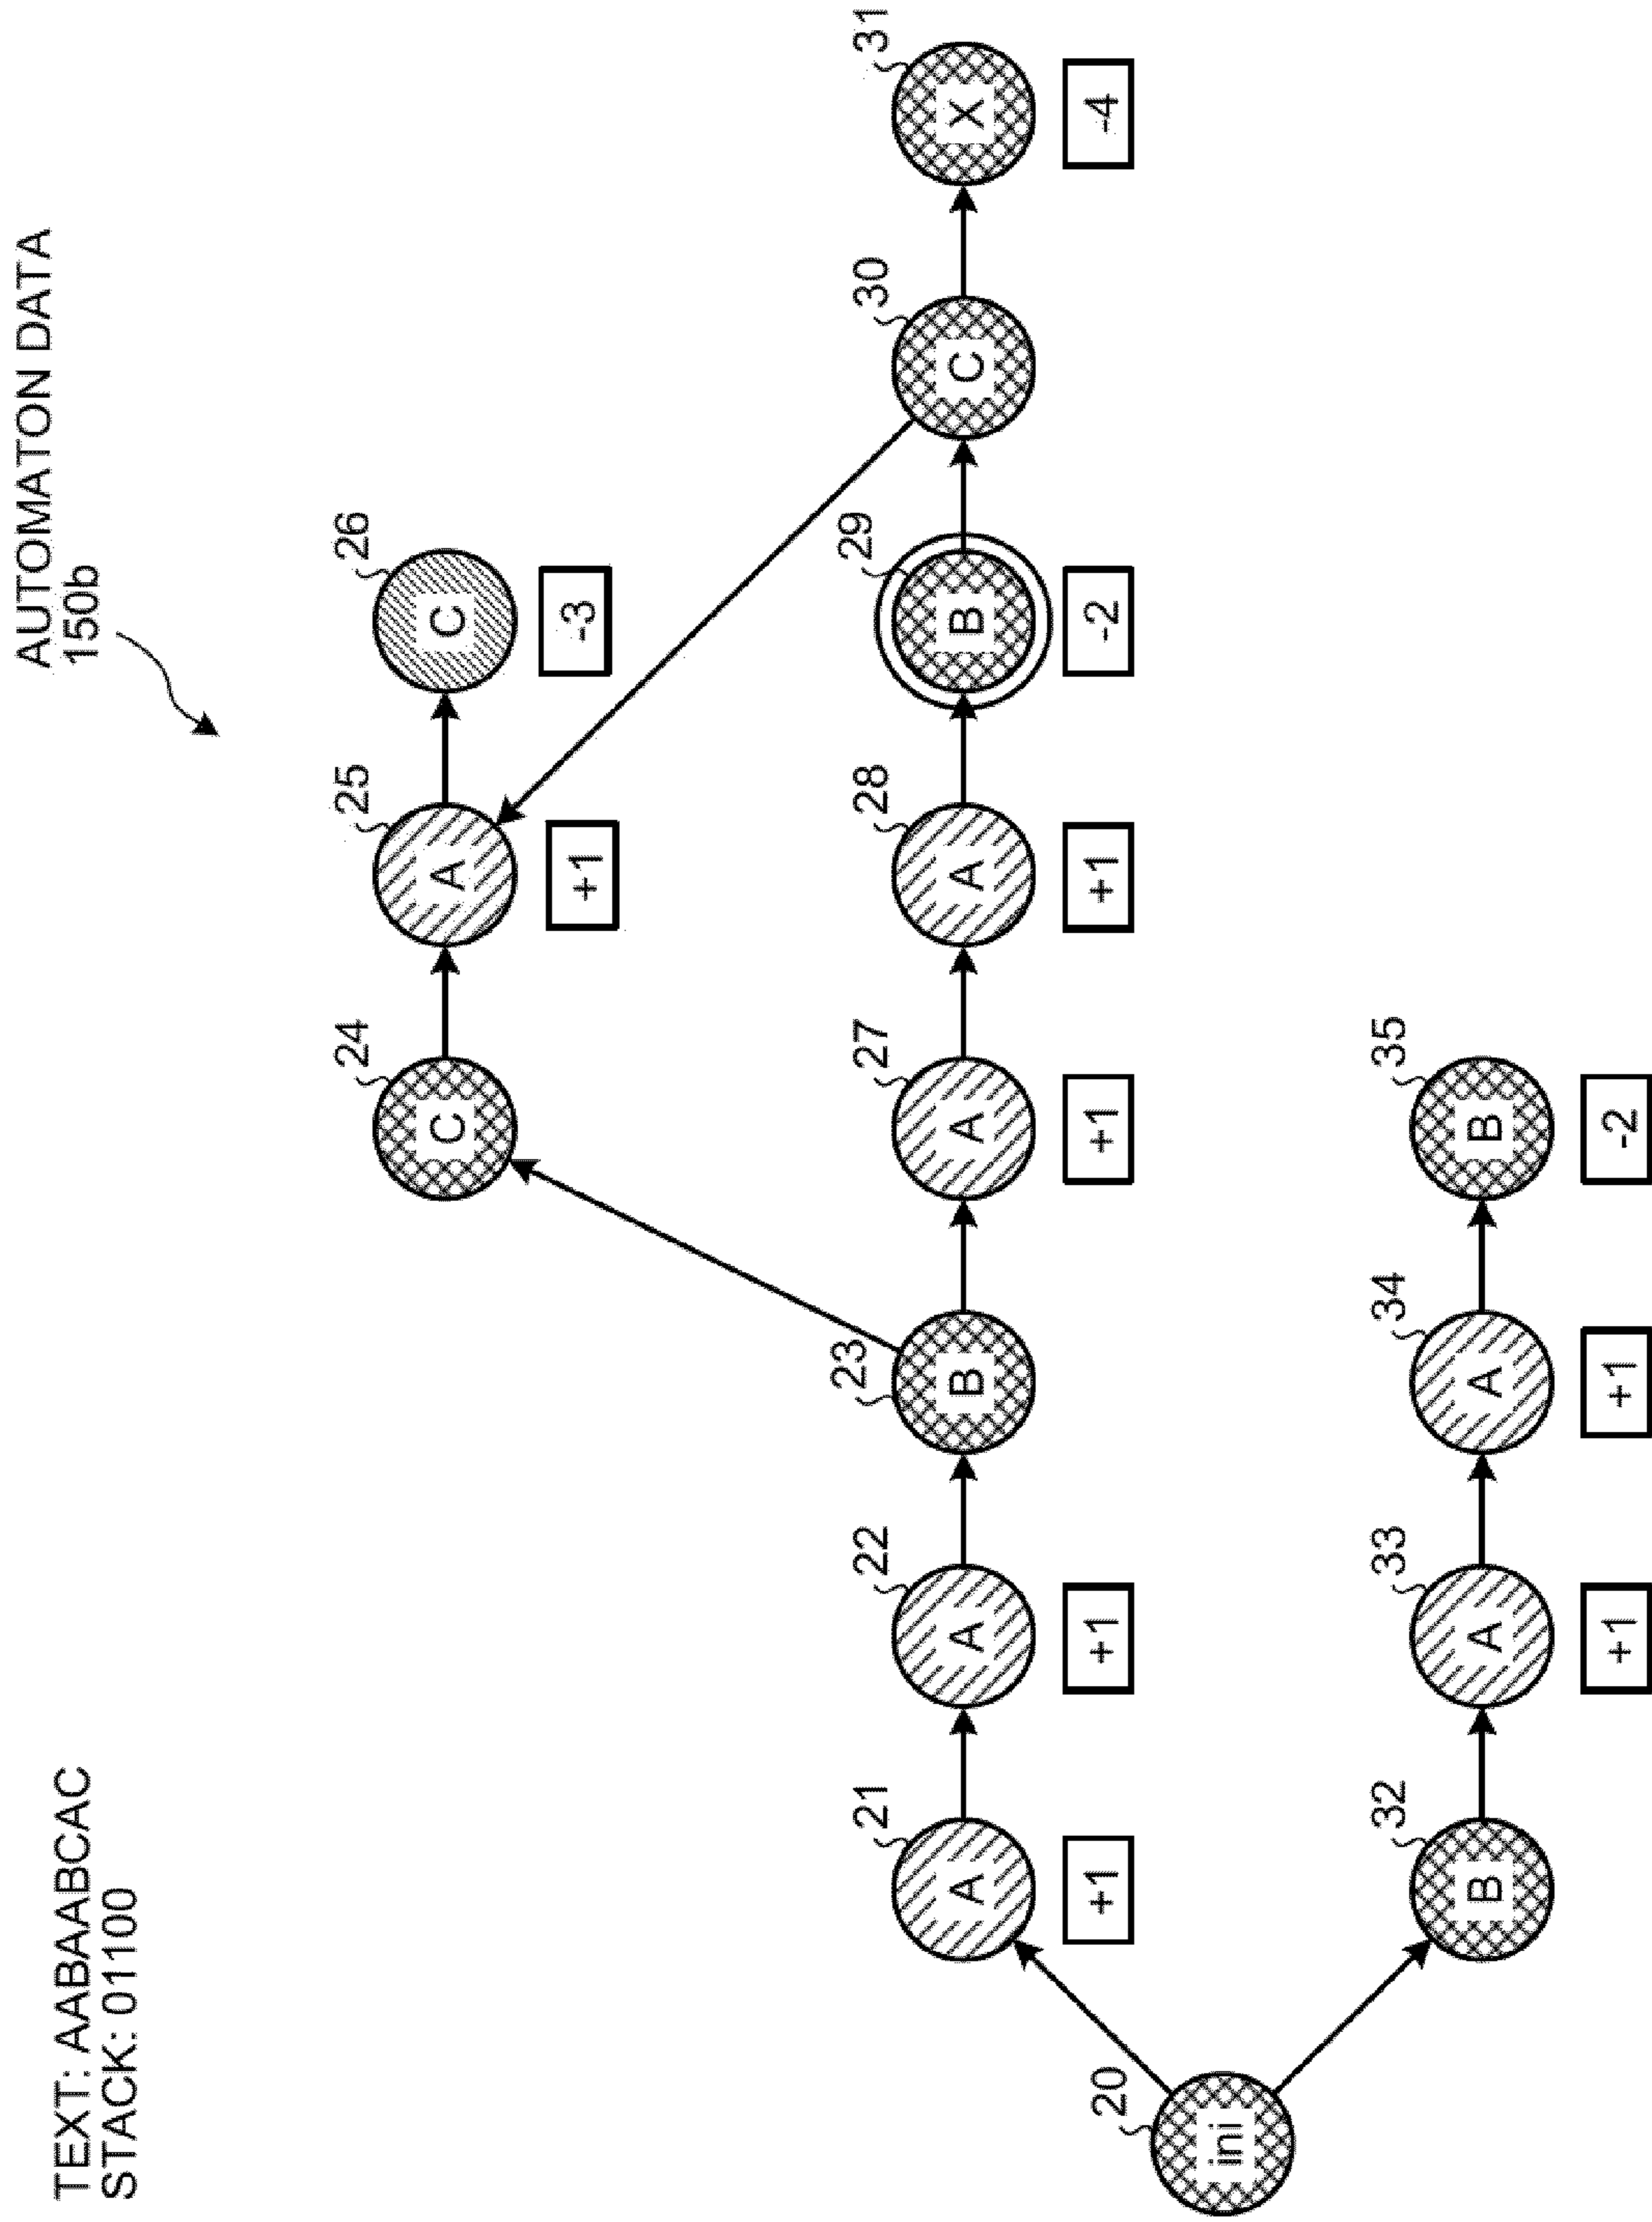 AUTOMATON DATA
150b
TEXT: AABAABCAC
STACK: 01100
24
C
25
A
+1
26
C
-3
20
ini
21
A
+1
22
A
+1
23
B
27
A
+1
28
A
+1
29
B
-2
30
C
31
X
-4
32
B
33
A
+1
34
A
+1
35
B
-2